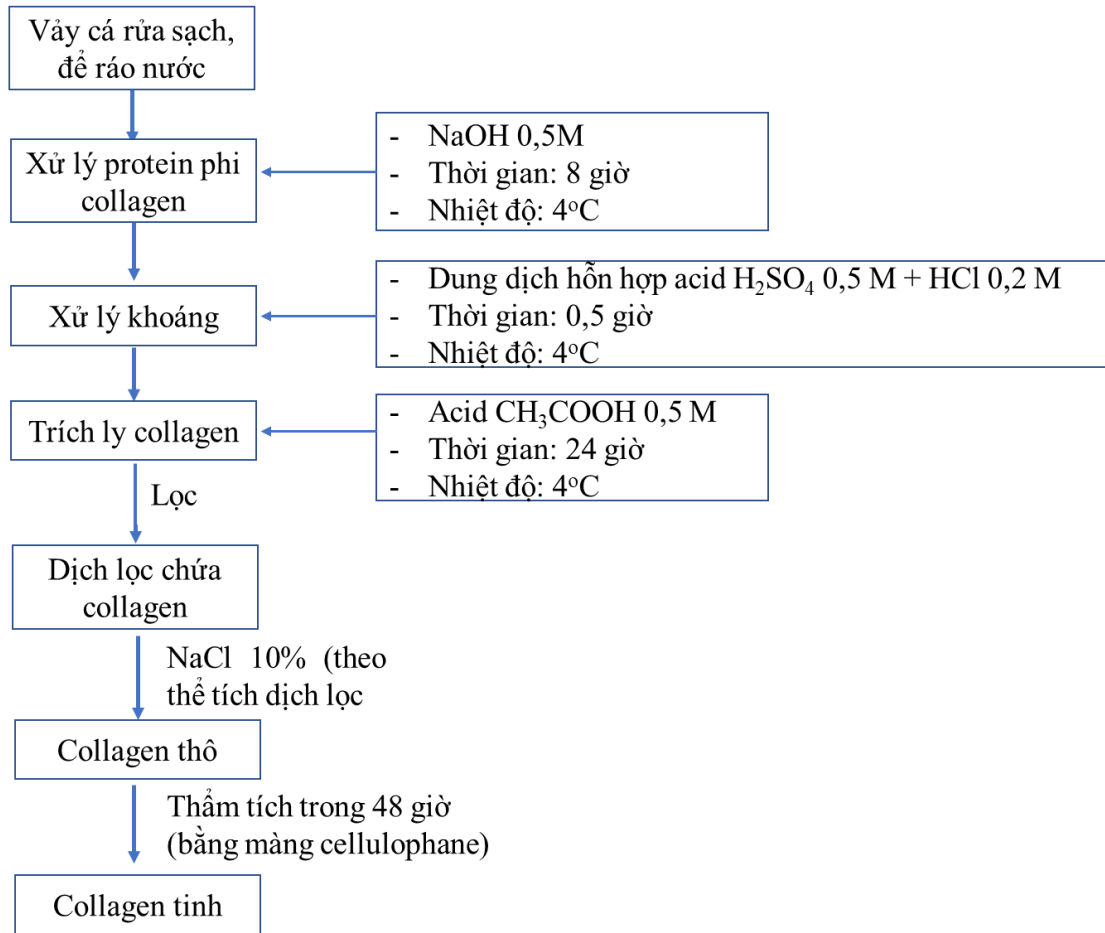 Vảy cá rửa sạch,
để ráo nước
Xử lý protein phi
collagen
- NaOH 0,5M
- Thời gian: 8 giờ
- Nhiệt độ: 4°C
Xử lý khoáng
- Dung dịch hỗn hợp acid H₂SO₄ 0,5 M + HCl 0,2 M
- Thời gian: 0,5 giờ
- Nhiệt độ: 4°C
Trích ly collagen
- Acid CH₃COOH 0,5 M
- Thời gian: 24 giờ
- Nhiệt độ: 4°C
Lọc
Dịch lọc chứa
collagen
NaCl 10% (theo
thể tích dịch lọc
Collagen thô
Thẩm tích trong 48 giờ
(bằng màng cellulophane)
Collagen tinh